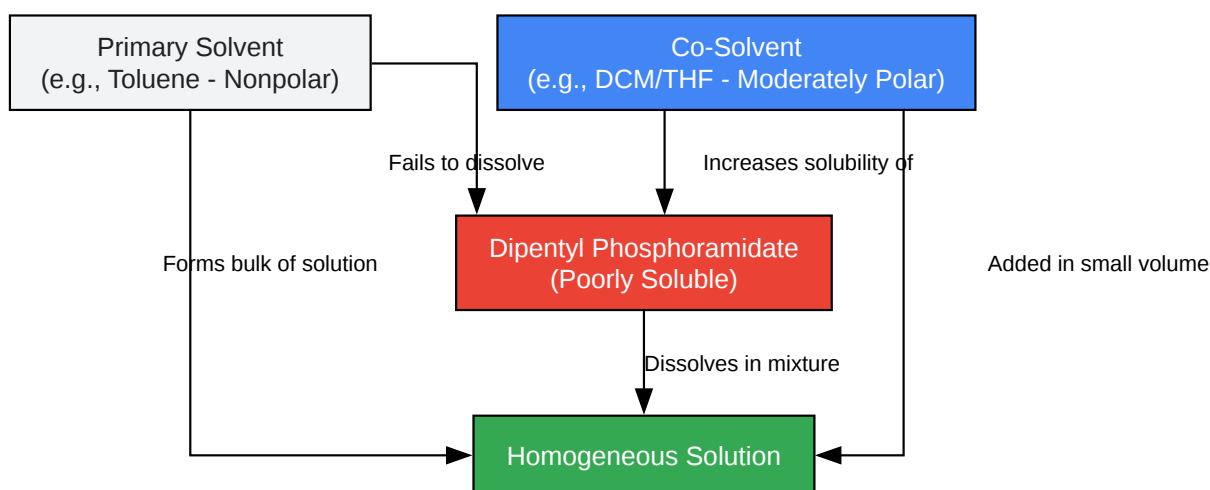 Primary Solvent
(e.g., Toluene - Nonpolar)
Co-Solvent
(e.g., DCM/THF - Moderately Polar)
Fails to dissolve
Increases solubility of
Dipentyl Phosphoramidate
(Poorly Soluble)
Forms bulk of solution
Added in small volume
Dissolves in mixture
Homogeneous Solution